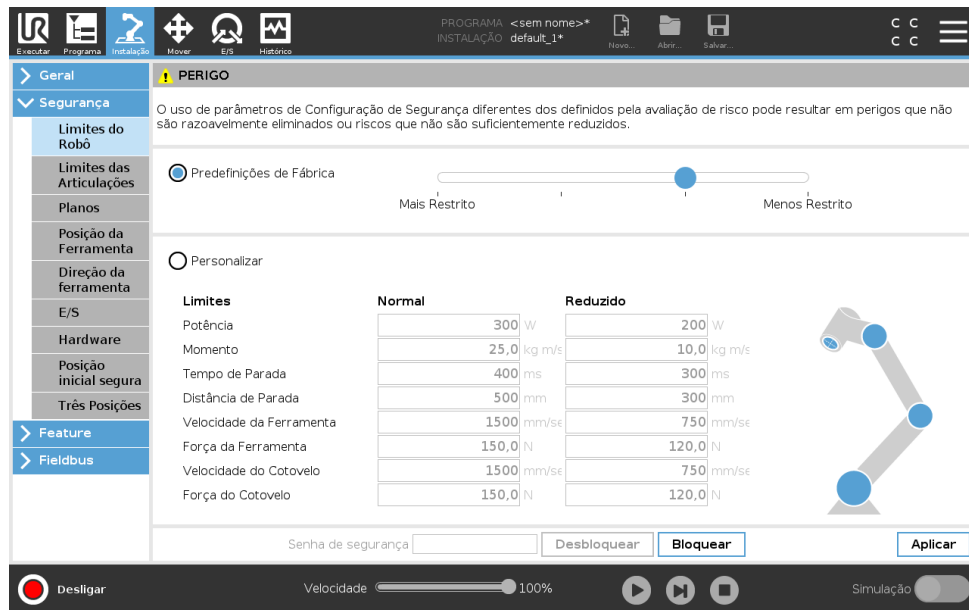 UR
Executar Programa Instalação Mover E/S Histórico
PROGRAMA <sem nome>*
INSTALAÇÃO default_1*
Novo... Abrir... Salvar...
C C
C C
Geral
Segurança
Limites do
Robô
Limites das
Articulações
Planos
Posição da
Ferramenta
Direção da
ferramenta
E/S
Hardware
Posição
inicial segura
Três Posições
Feature
Fieldbus
PERIGO
O uso de parâmetros de Configuração de Segurança diferentes dos definidos pela avaliação de risco pode resultar em perigos que não
são razoavelmente eliminados ou riscos que não são suficientemente reduzidos.
Predefinições de Fábrica
Mais Restrito Menos Restrito
Personalizar
Limites Normal Reduzido
Potência 300 W 200 W
Momento 25,0 kg m/s 10,0 kg m/s
Tempo de Parada 400 ms 300 ms
Distância de Parada 500 mm 300 mm
Velocidade da Ferramenta 1500 mm/se 750 mm/se
Força da Ferramenta 150,0 N 120,0 N
Velocidade do Cotovelo 1500 mm/se 750 mm/se
Força do Cotovelo 150,0 N 120,0 N
Senha de segurança Desbloquear Bloquear Aplicar
Desligar Velocidade 100% Simulação